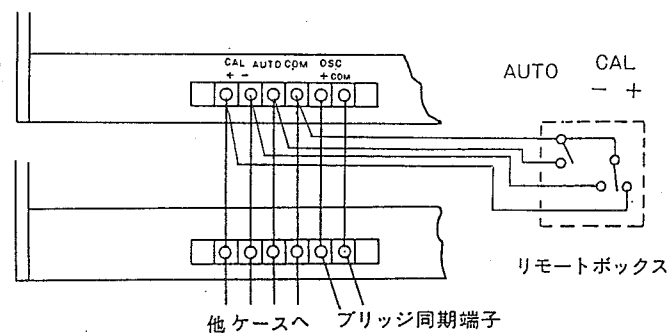 CAL AUTO COM OSC
+ - + COM
AUTO CAL
- +
リモートボックス
他ケースへ ブリッジ同期端子